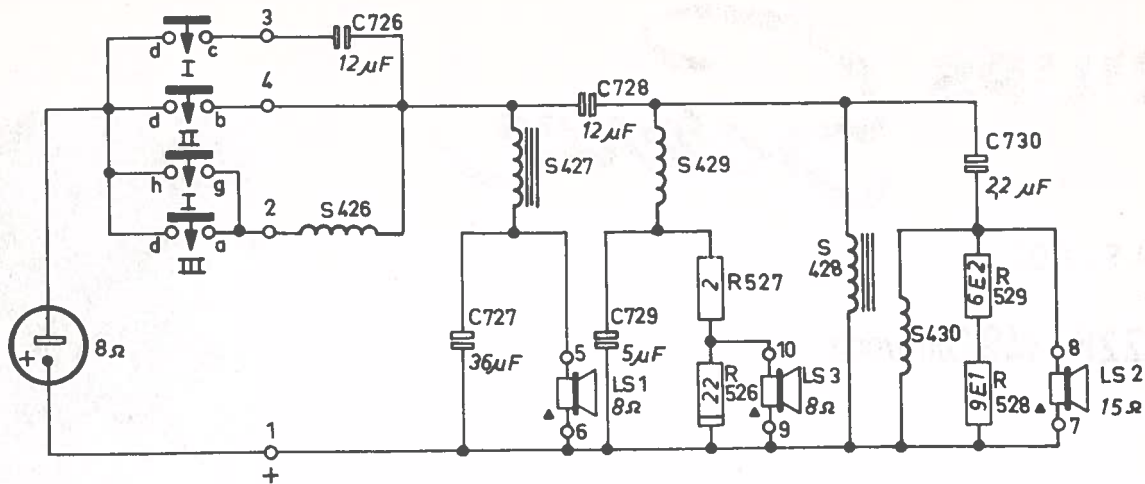 3
C726
d
c
I
12µF
4
d
b
II
C728
12µF
S427
S429
C730
2,2 µF
h
g
I
2
S426
d
a
III
S
428
2
R527
6E2
R
529
C727
36µF
C729
5µF
S430
+
8Ω
5
LS1
8Ω
6
10
LS3
8Ω
9
22
R
526
9E1
R
528
8
LS2
15Ω
7
1
+